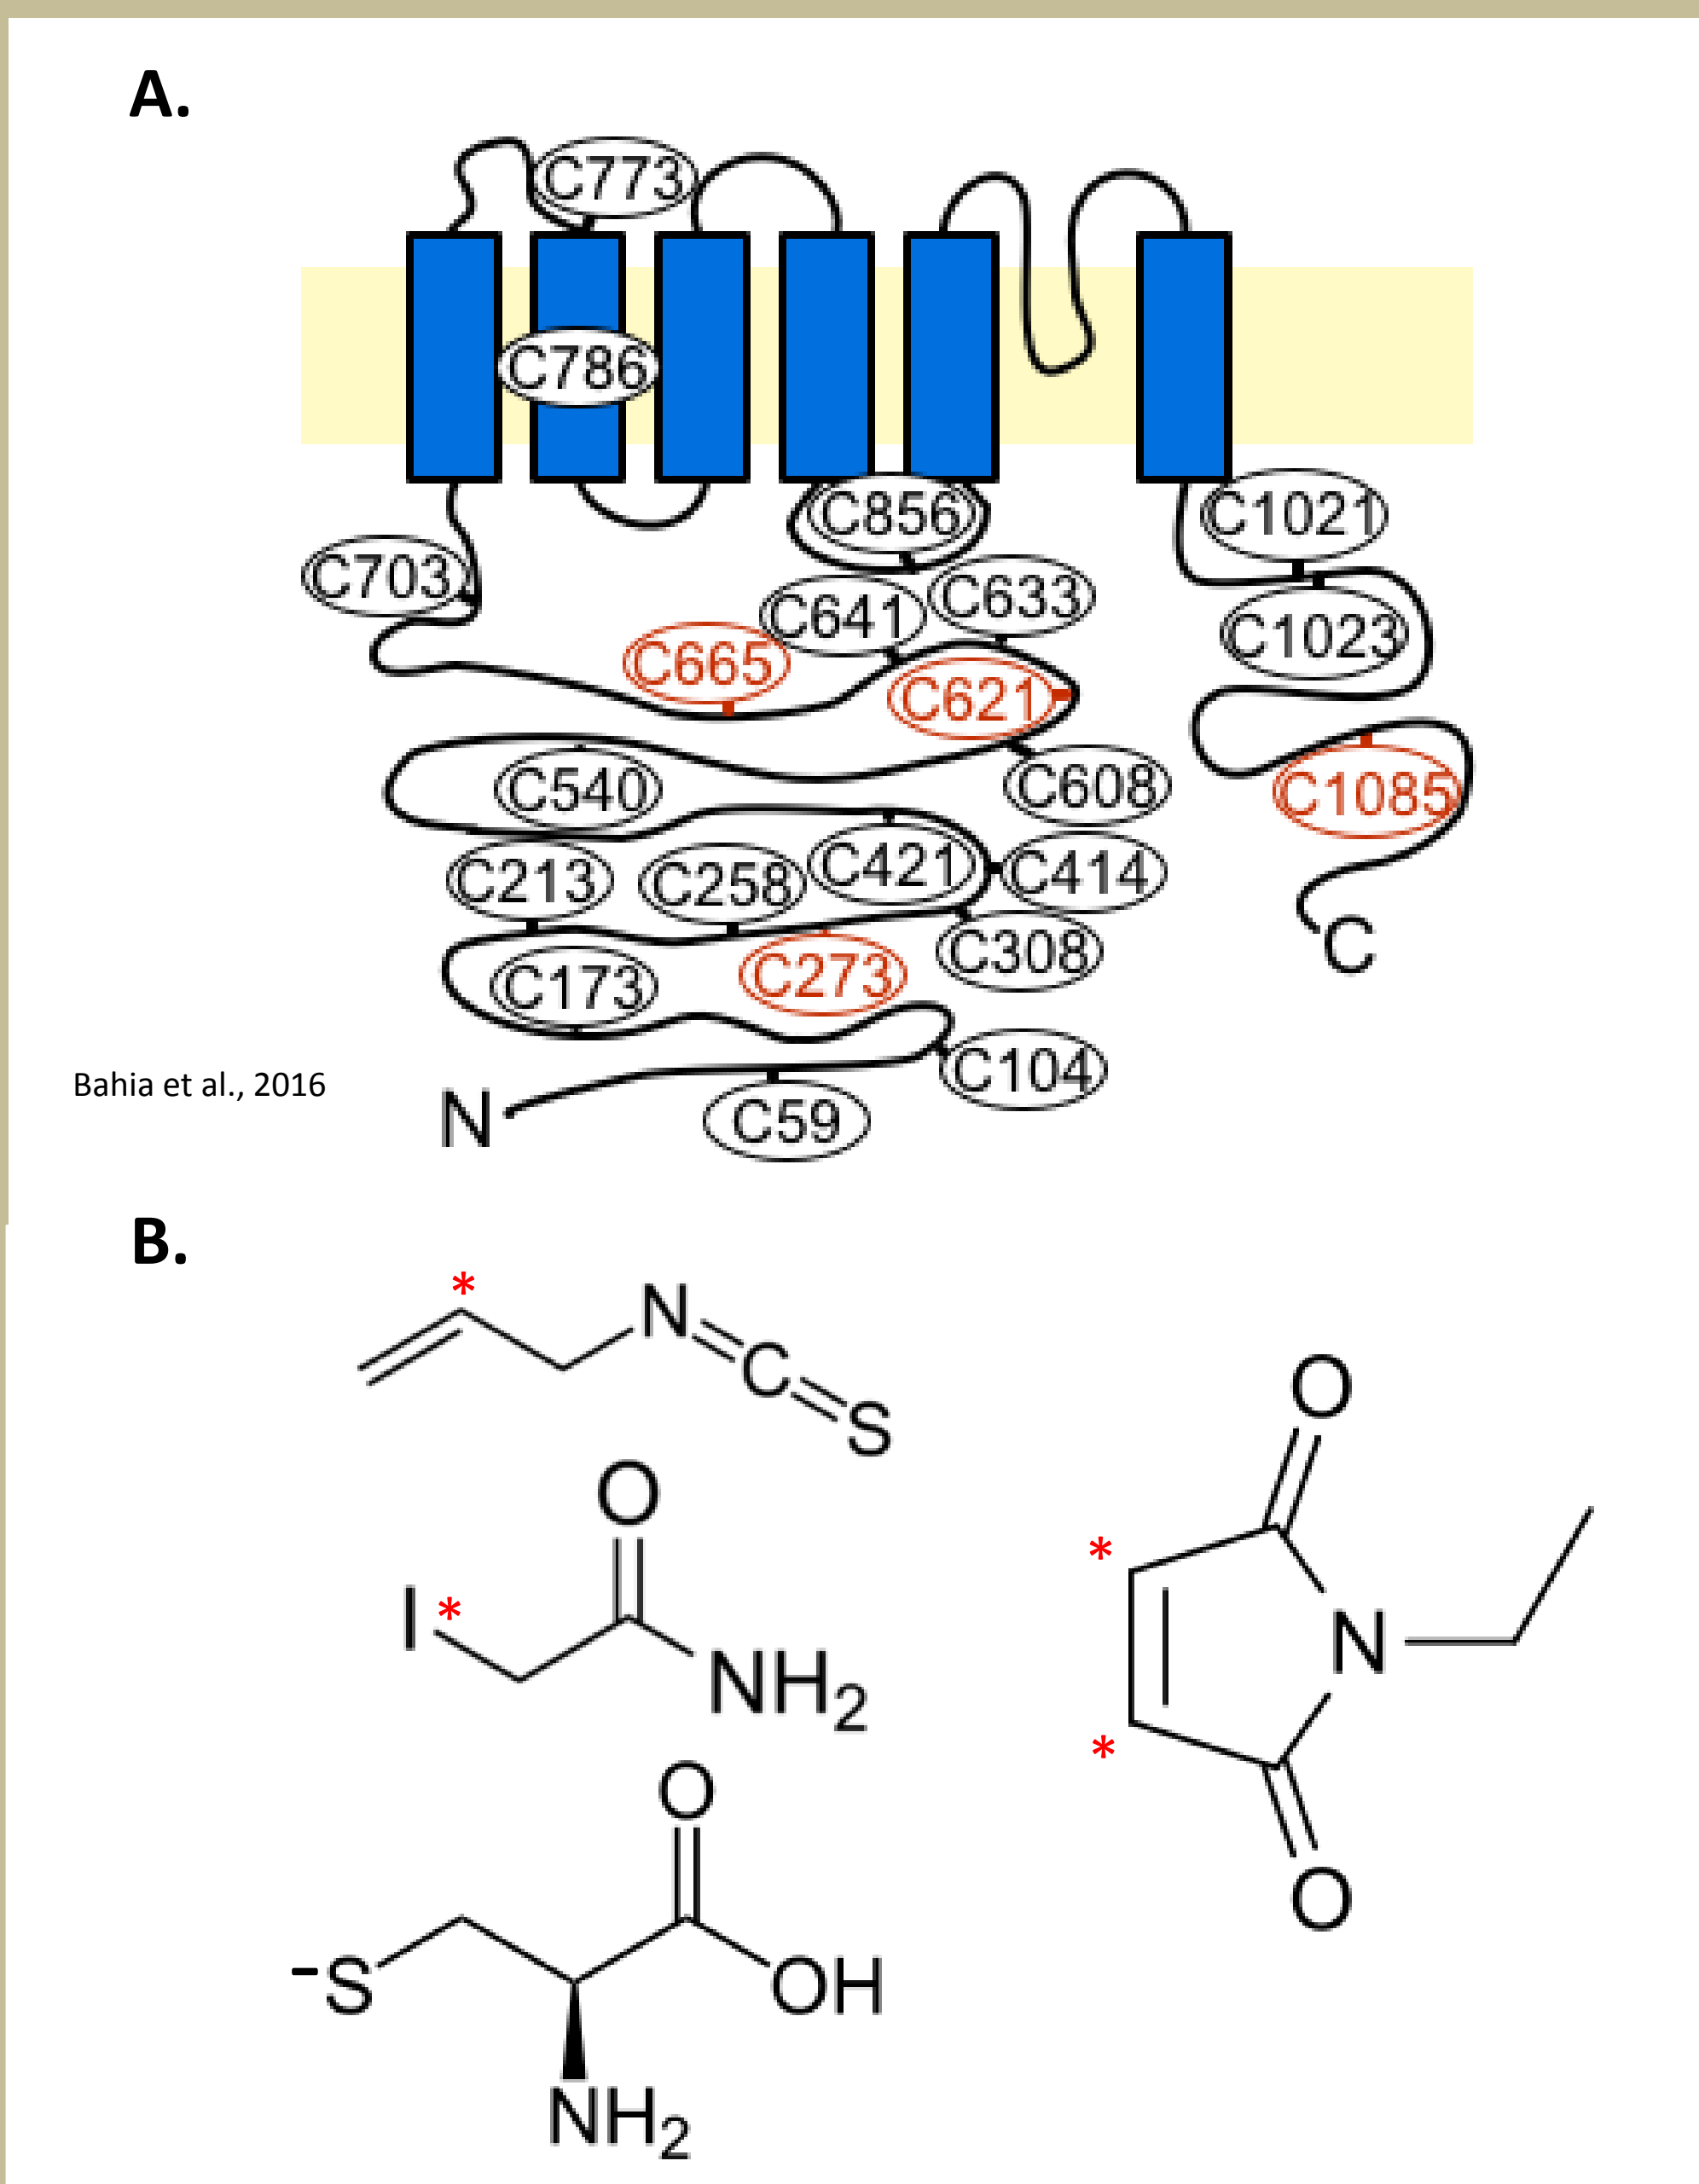 A.
C773
C786
C856
C1021
C703
C641
C633
C1023
C665
C621
C540
C608
C1085
C213
C258
C421
C414
C308
C
C173
C273
C104
Bahia et al., 2016
N
C59
B.
*
N
C
S
O
O
I
*
NH2
*
N
*
O
O
-S
OH
NH2